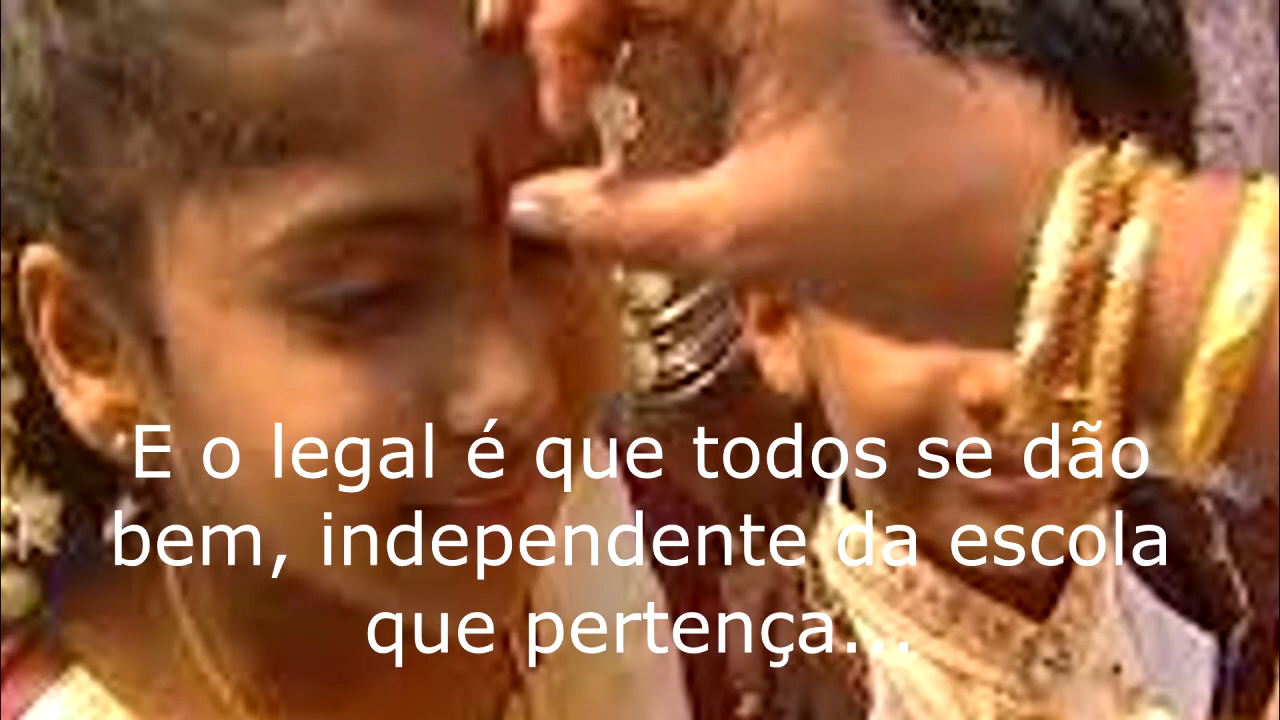 E o legal é que todos se dão
bem, independente da escola
que pertença...